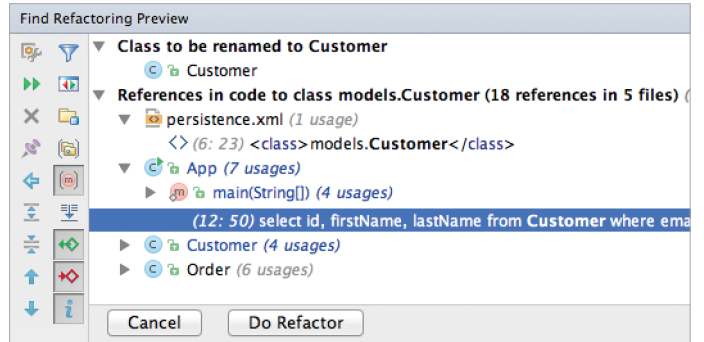 Find Refactoring Preview
Class to be renamed to Customer
Customer
References in code to class models.Customer (18 references in 5 files) (
persistence.xml (1 usage)
(6: 23) <class>models.Customer</class>
App (7 usages)
main(String[]) (4 usages)
(12: 50) select id, firstName, lastName from Customer where ema
Customer (4 usages)
Order (6 usages)
Cancel Do Refactor